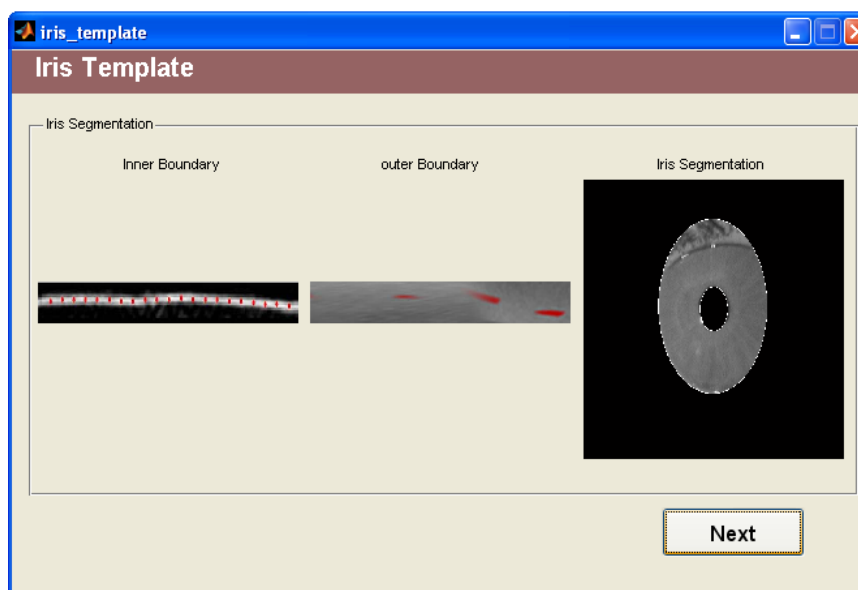 iris_template
Iris Template
Iris Segmentation
Inner Boundary
outer Boundary
Iris Segmentation
Next